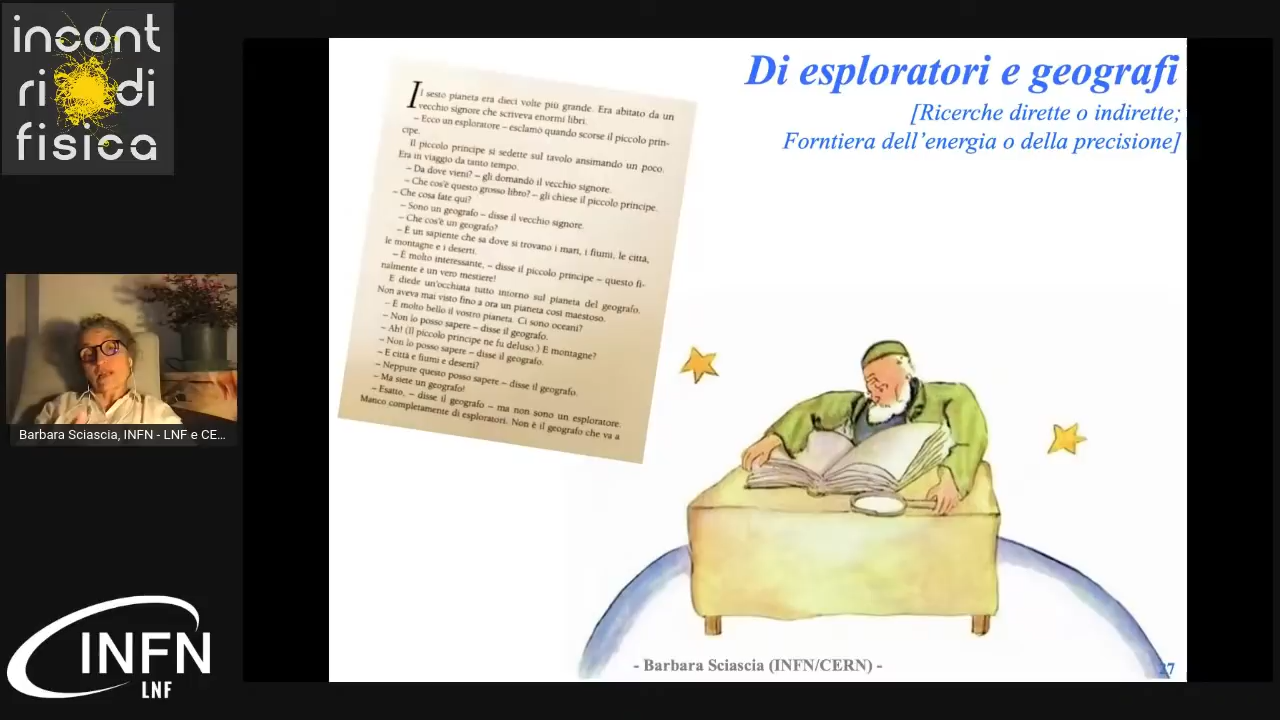 incont
ri di
fisica
Di esploratori e geografi
[Ricerche dirette o indirette;
Forntiera dell'energia o della precisione]
Il sesto pianeta era dieci volte più grande. Era abitato da un
vecchio signore che scriveva enormi libri.
– Ecco un esploratore – esclamò quando scorse il piccolo prin-
cipe.
Il piccolo principe si sedette sul tavolo ansimando un poco.
Era in viaggio da tanto tempo.
– Da dove vieni? – gli domandò il vecchio signore.
– Che cos'è questo grosso libro? – gli chiese il piccolo principe.
– Che cosa fate qui?
– Sono un geografo – disse il vecchio signore.
– Che cos'è un geografo?
– È un sapiente che sa dove si trovano i mari, i fiumi, le città,
le montagne e i deserti.
– È molto interessante, – disse il piccolo principe – questo fi-
nalmente è un vero mestiere!
E diede un'occhiata tutto intorno sul pianeta del geografo.
Non aveva mai visto fino a ora un pianeta così maestoso.
– È molto bello il vostro pianeta. Ci sono oceani?
– Non lo posso sapere – disse il geografo.
– Ah! (Il piccolo principe ne fu deluso.) E montagne?
– Non lo posso sapere – disse il geografo.
– E città e fiumi e deserti?
– Neppure questo posso sapere – disse il geografo.
– Ma siete un geografo!
– Esatto, – disse il geografo – ma non sono un esploratore.
Manco completamente di esploratori. Non è il geografo che va a
Barbara Sciascia, INFN - LNF e CE...
INFN
LNF
- Barbara Sciascia (INFN/CERN) -
27